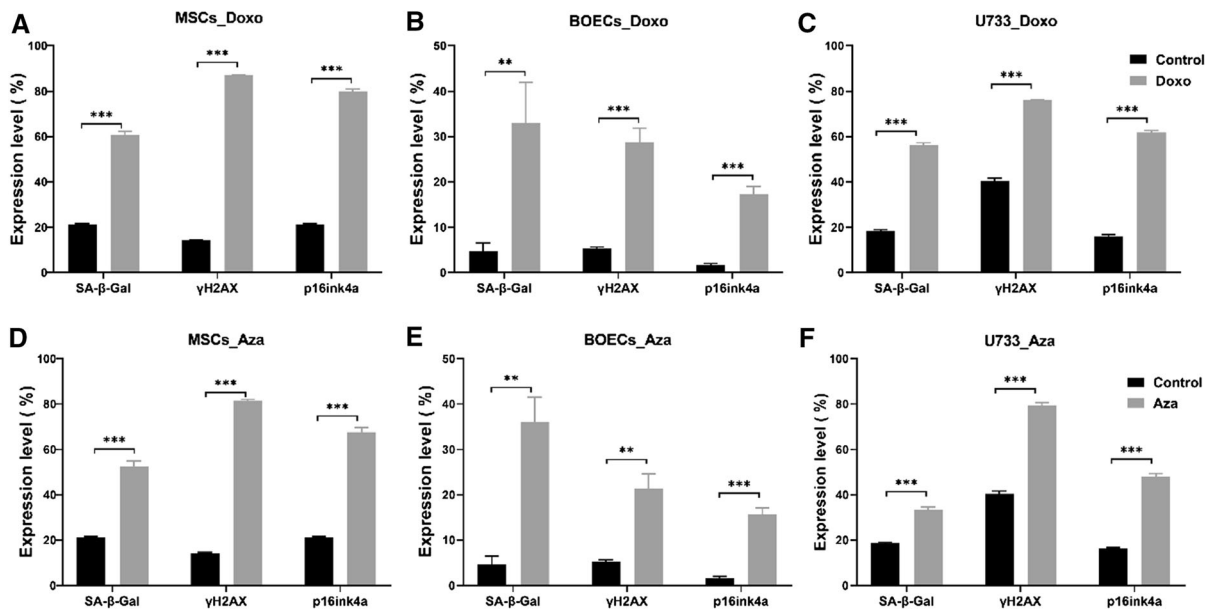 A
MSCs_Doxo
Expression level ( %)
100
80
60
40
20
0
***
***
***
SA-β-Gal
γH2AX
p16ink4a
B
BOECs_Doxo
Expression level ( %)
50
40
30
20
10
0
**
***
***
SA-β-Gal
γH2AX
p16ink4a
C
U733_Doxo
Expression level ( %)
100
80
60
40
20
0
***
***
***
SA-β-Gal
γH2AX
p16ink4a
Control
Doxo
D
MSCs_Aza
Expression level ( %)
100
80
60
40
20
0
***
***
***
SA-β-Gal
γH2AX
p16ink4a
E
BOECs_Aza
Expression level ( %)
50
40
30
20
10
0
**
**
***
SA-β-Gal
γH2AX
p16ink4a
F
U733_Aza
Expression level ( %)
100
80
60
40
20
0
***
***
***
SA-β-Gal
γH2AX
p16ink4a
Control
Aza